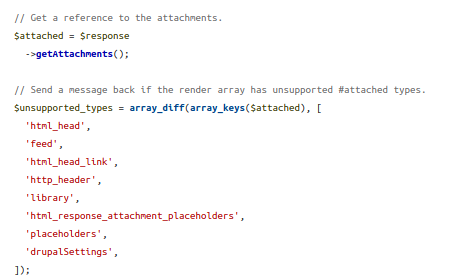 // Get a reference to the attachments.
$attached = $response
  ->getAttachments();

// Send a message back if the render array has unsupported #attached types.
$unsupported_types = array_diff(array_keys($attached), [
  'html_head',
  'feed',
  'html_head_link',
  'http_header',
  'library',
  'html_response_attachment_placeholders',
  'placeholders',
  'drupalSettings',
]);